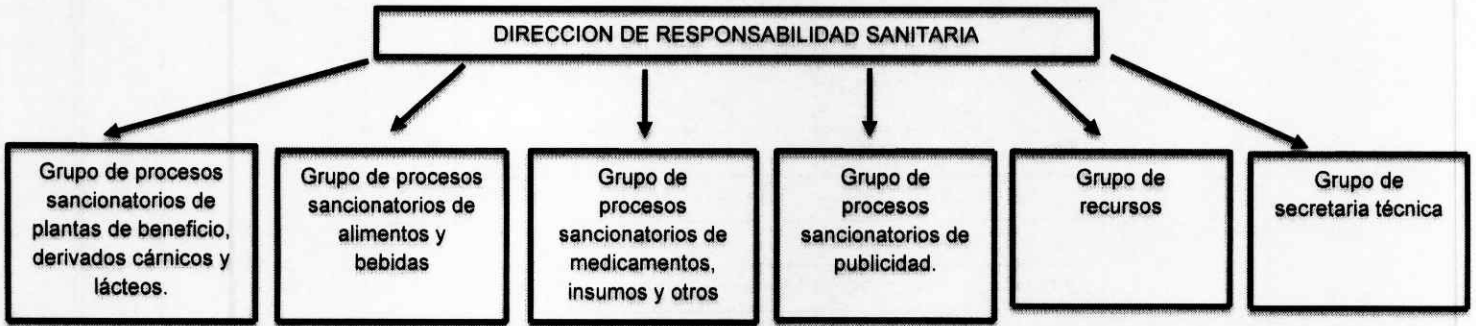 DIRECCION DE RESPONSABILIDAD SANITARIA
Grupo de procesos
sancionatorios de
plantas de beneficio,
derivados cárnicos y
lácteos.
Grupo de procesos
sancionatorios de
alimentos y
bebidas
Grupo de
procesos
sancionatorios de
medicamentos,
insumos y otros
Grupo de
procesos
sancionatorios de
publicidad.
Grupo de
recursos
Grupo de
secretaria técnica